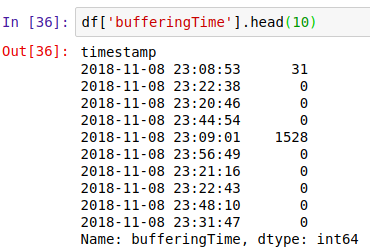 In [36]: df['bufferingTime'].head(10)
Out[36]: timestamp
2018-11-08 23:08:53 31
2018-11-08 23:22:38 0
2018-11-08 23:20:46 0
2018-11-08 23:44:54 0
2018-11-08 23:09:01 1528
2018-11-08 23:56:49 0
2018-11-08 23:21:16 0
2018-11-08 23:22:43 0
2018-11-08 23:48:10 0
2018-11-08 23:31:47 0
Name: bufferingTime, dtype: int64